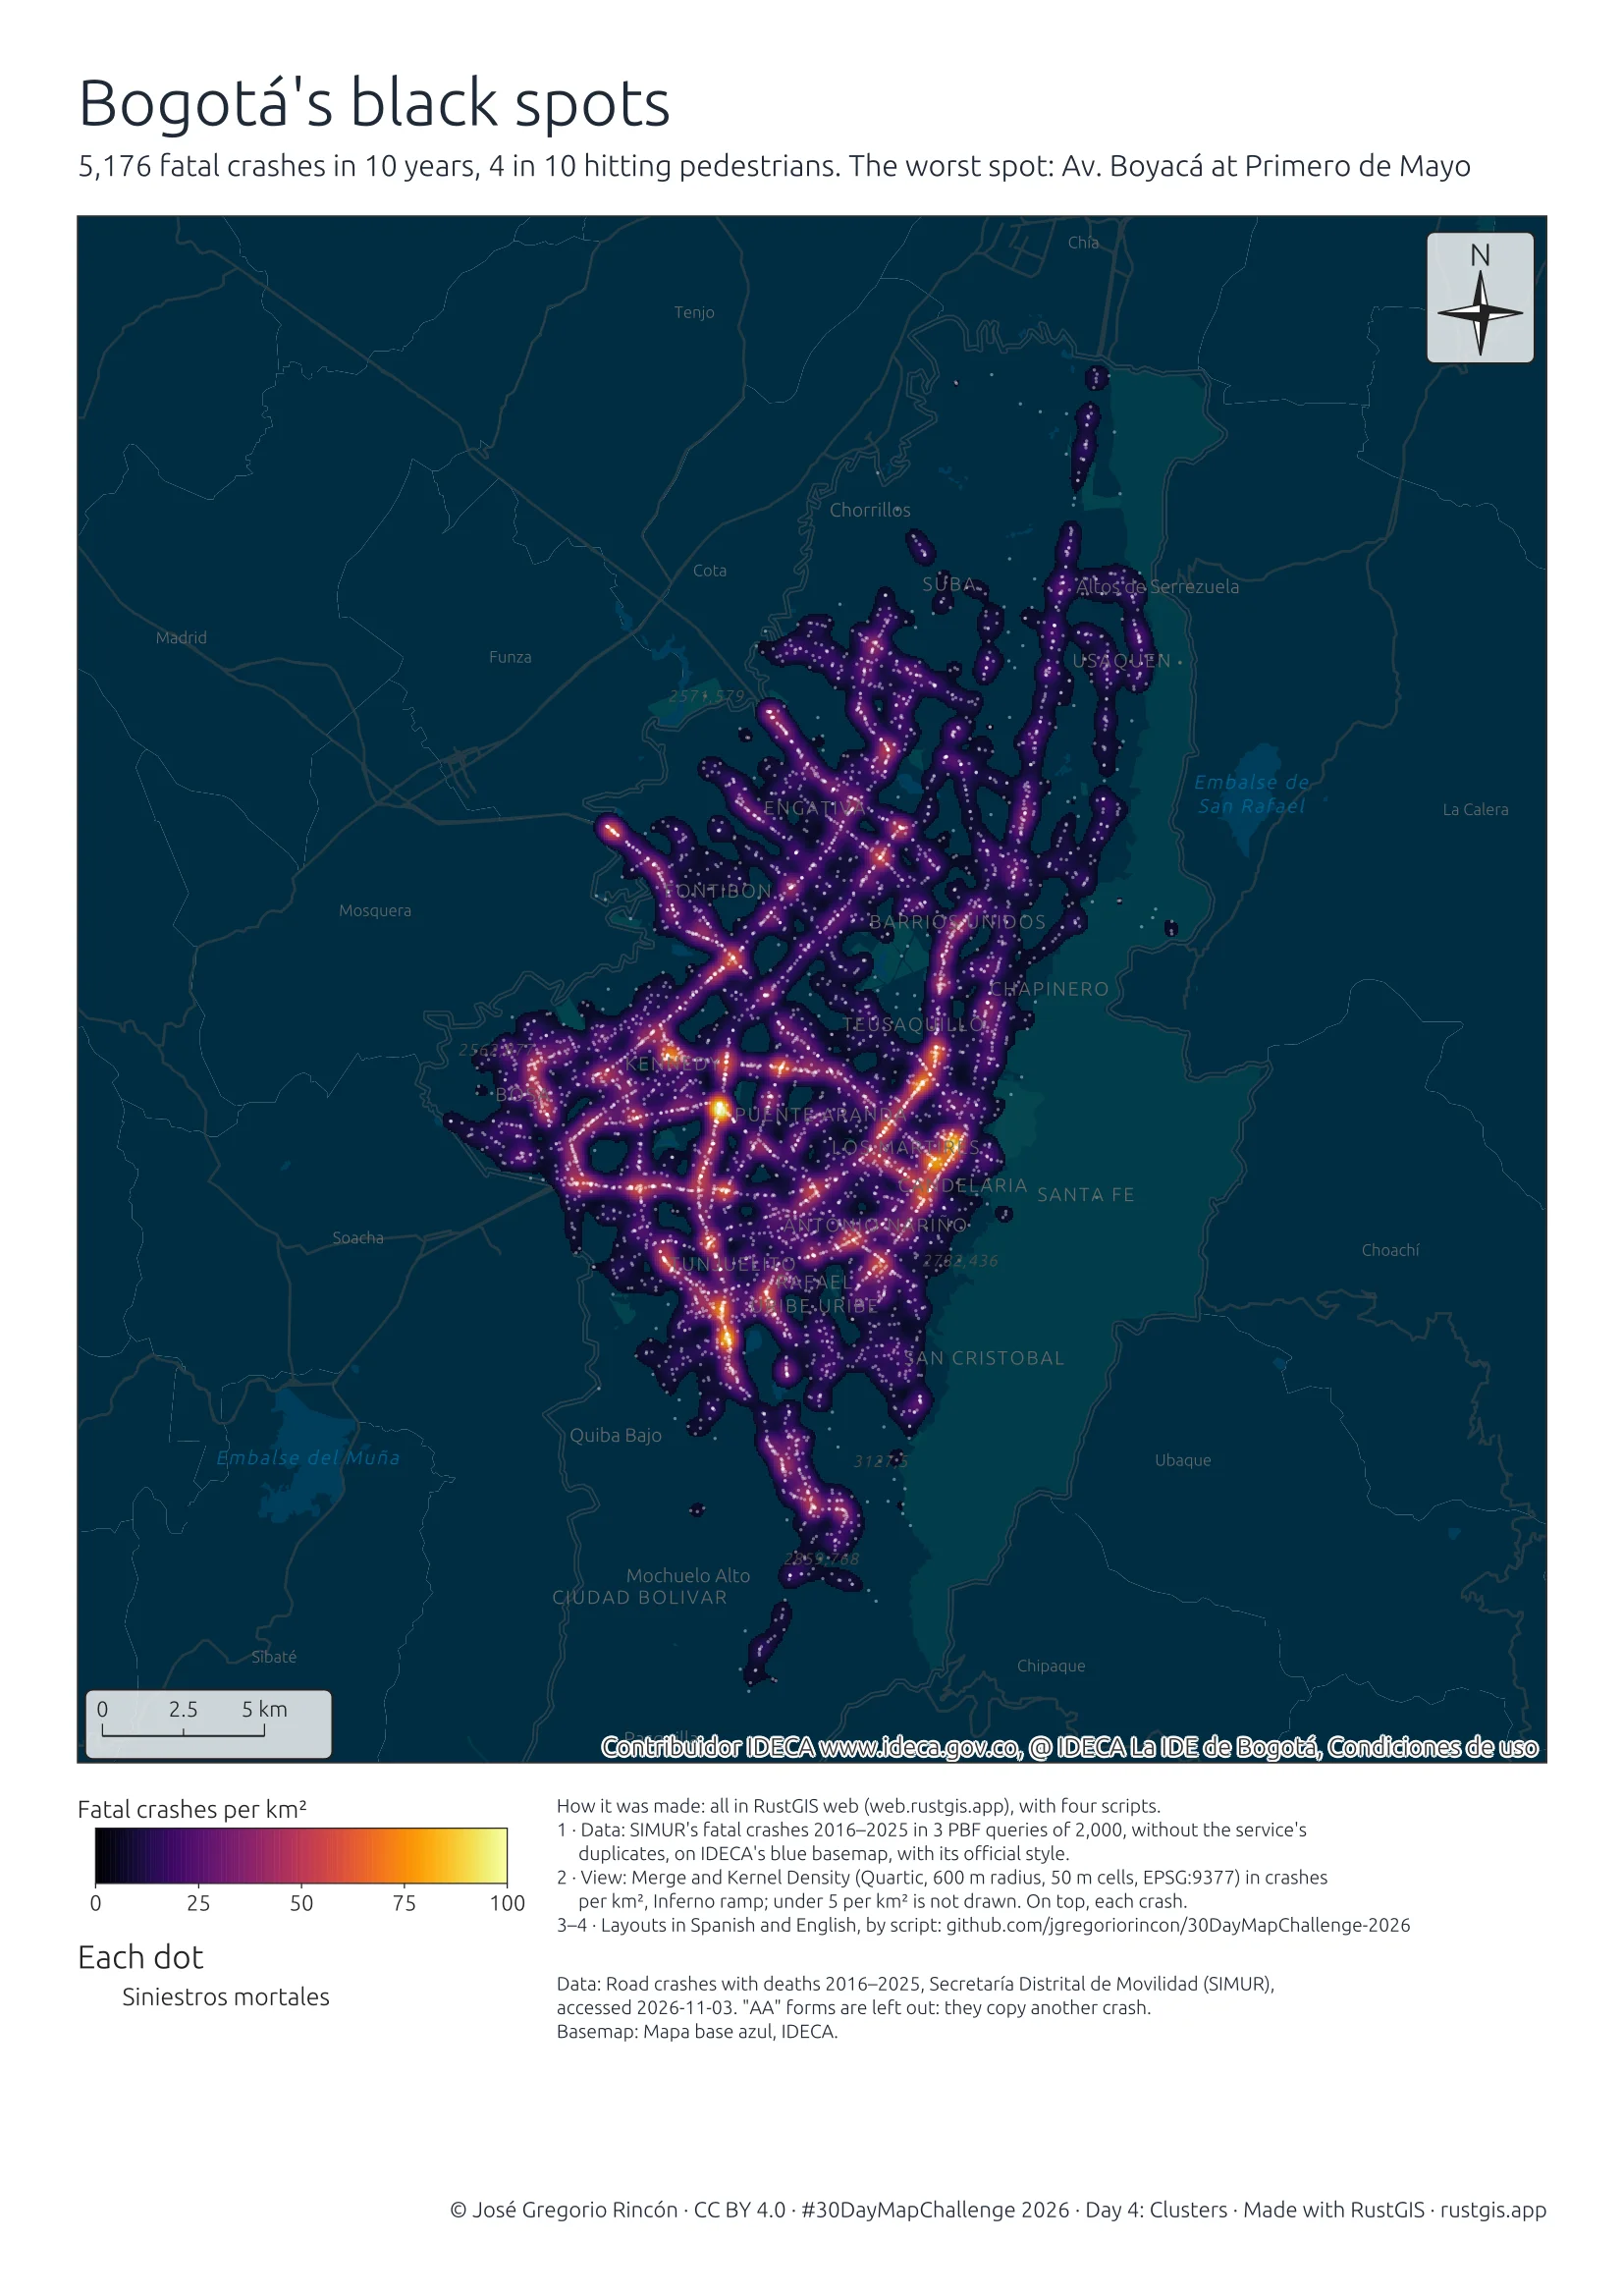 Bogotá's black spots
5,176 fatal crashes in 10 years, 4 in 10 hitting pedestrians. The worst spot: Av. Boyacá at Primero de Mayo
N
Chía
Tenjo
Chorrillos
Cota
SUBA
Altos de Serrezuela
Madrid
Funza
USAQUEN
2571,579
Embalse de
San Rafael
ENGATIVA
La Calera
FONTIBON
Mosquera
BARRIOS UNIDOS
CHAPINERO
TEUSAQUILLO
KENNEDY
BOSA
PUENTE ARANDA
LOS MARTIRES
CANDELARIA
SANTA FE
ANTONIO NARIÑO
Soacha
Choachí
2782,436
TUNJUELITO
RAFAEL
URIBE URIBE
SAN CRISTOBAL
Quiba Bajo
Embalse del Muña
3127,5
Ubaque
2859,768
Mochuelo Alto
CIUDAD BOLIVAR
Sibaté
Chipaque
0 2.5 5 km
Contribuidor IDECA www.ideca.gov.co, @ IDECA La IDE de Bogotá, Condiciones de uso
Fatal crashes per km²
0 25 50 75 100
Each dot
Siniestros mortales
How it was made: all in RustGIS web (web.rustgis.app), with four scripts.
1 · Data: SIMUR's fatal crashes 2016–2025 in 3 PBF queries of 2,000, without the service's
duplicates, on IDECA's blue basemap, with its official style.
2 · View: Merge and Kernel Density (Quartic, 600 m radius, 50 m cells, EPSG:9377) in crashes
per km², Inferno ramp; under 5 per km² is not drawn. On top, each crash.
3–4 · Layouts in Spanish and English, by script: github.com/jgregoriorincon/30DayMapChallenge-2026
Data: Road crashes with deaths 2016–2025, Secretaría Distrital de Movilidad (SIMUR),
accessed 2026-11-03. "AA" forms are left out: they copy another crash.
Basemap: Mapa base azul, IDECA.
© José Gregorio Rincón · CC BY 4.0 · #30DayMapChallenge 2026 · Day 4: Clusters · Made with RustGIS · rustgis.app